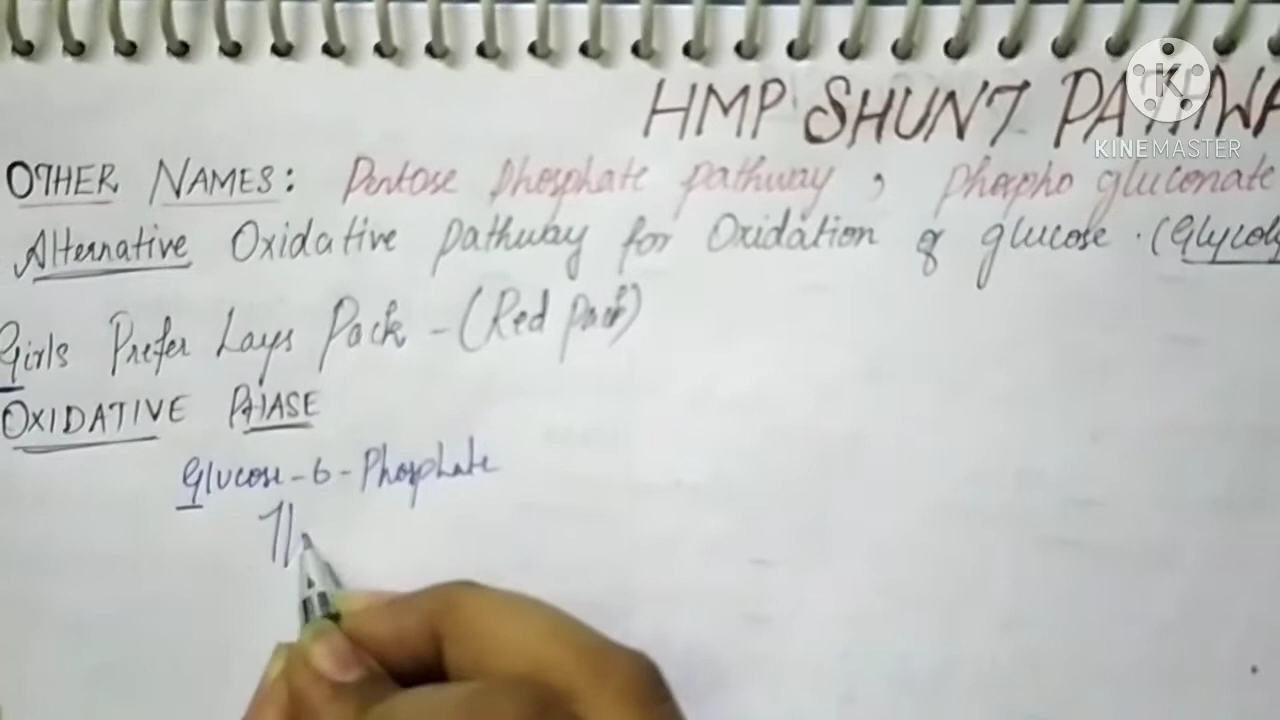 HMP SHUNT PATHWA
K
KINEMASTER
OTHER NAMES: Pentose phosphate pathway, phospho gluconate
Alternative Oxidative pathway for Oxidation of glucose. (Glycoly
Girls Prefer Lays Pack - (Red pack)
OXIDATIVE PHASE
Glucose-6-Phosphate